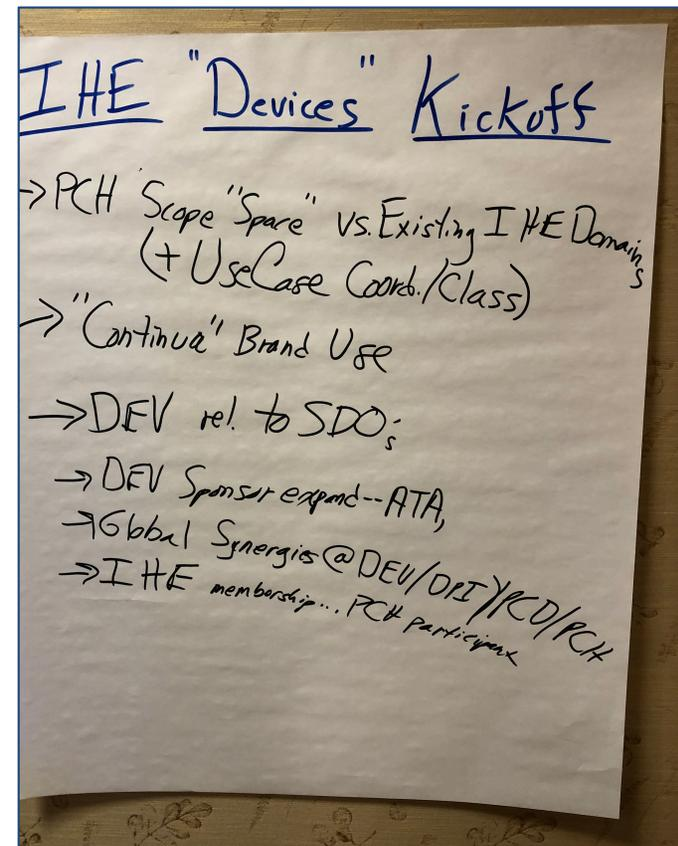 IHE "Devices" Kickoff
→PCH Scope "Space" vs. Existing IHE Domains
(+ UseCase Coord./Class)
→"Continua" Brand Use
→DEV rel. to SDO's
→DEV Sponsor expand--ATA,
→Global Synergies@DEV/DPI/PCD/PCH
→IHE membership... PCH participant